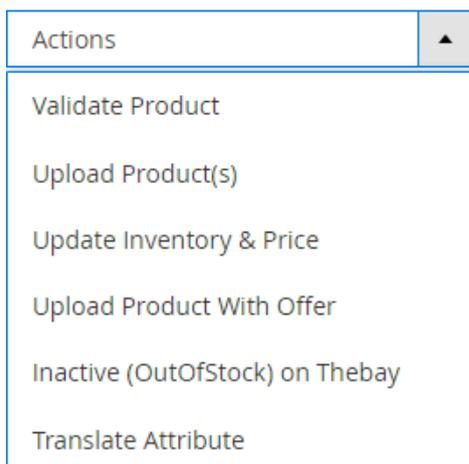 Actions
Validate Product
Upload Product(s)
Update Inventory & Price
Upload Product With Offer
Inactive (OutOfStock) on Thebay
Translate Attribute